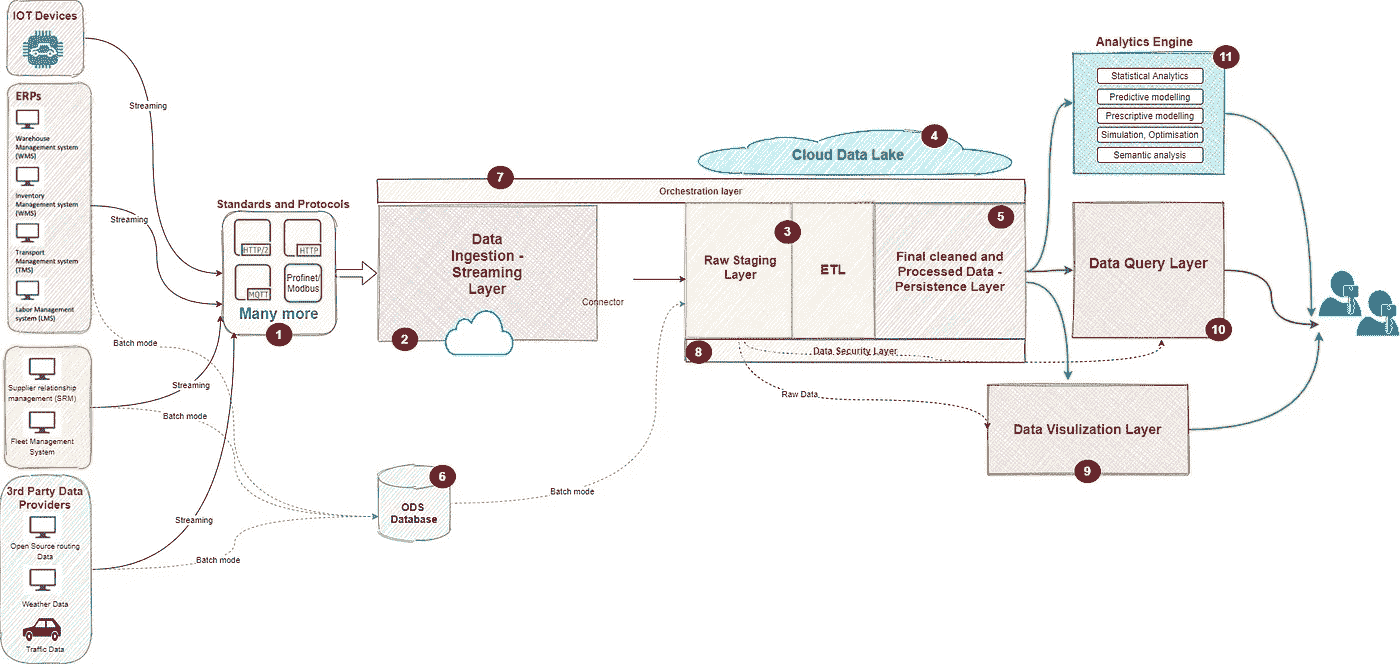 IOT Devices
ERPs
Warehouse
Management system
(WMS)
Inventory
Management system
(WMS)
Transport
Management system
(TMS)
Labor Management
system (LMS)
Supplier relationship
management (SRM)
Fleet Management
System
3rd Party Data
Providers
Open Source routing
Data
Weather Data
Traffic Data
Streaming
Streaming
Batch mode
Streaming
Batch mode
Streaming
Batch mode
Standards and Protocols
HTTP/2
HTTP
MQTT
Profinet/
Modbus
Many more
1
7
Data
Ingestion -
Streaming
Layer
2
Connector
6
ODS
Database
Batch mode
Cloud Data Lake
4
Orchestration layer
Raw Staging
Layer
3
ETL
5
Final cleaned and
Processed Data -
Persistence Layer
8
Data Security Layer
Raw Data
Analytics Engine
11
Statistical Analytics
Predictive modelling
Prescriptive modelling
Simulation, Optimisation
Semantic analysis
Data Query Layer
10
Data Visulization Layer
9